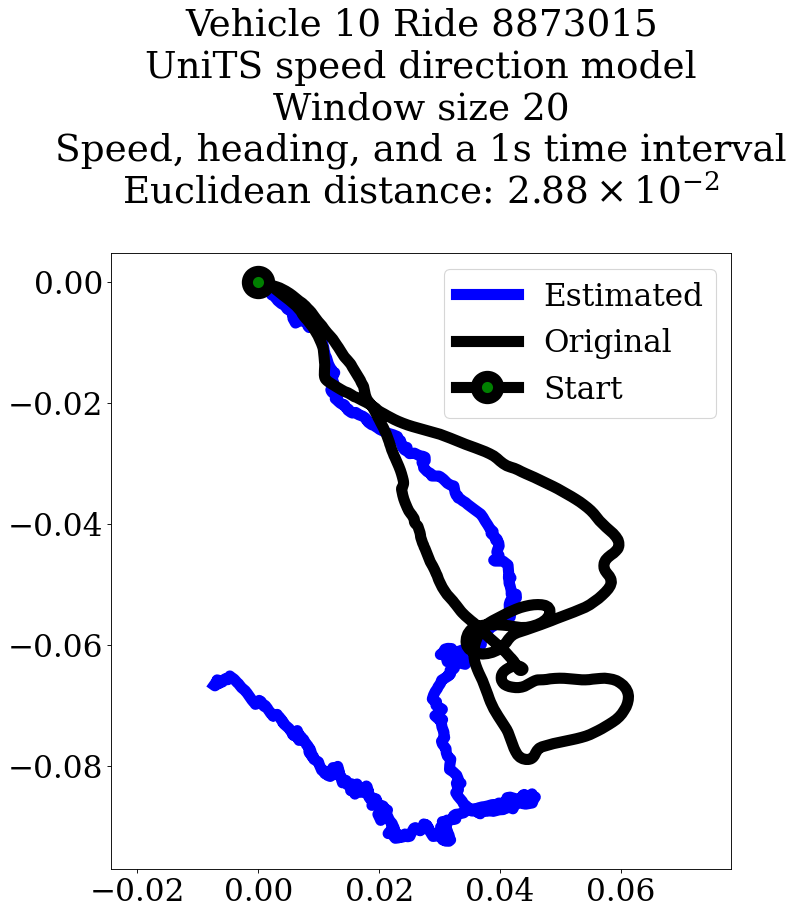 Vehicle 10 Ride 8873015
UniTS speed direction model
Window size 20
Speed, heading, and a 1s time interval
Euclidean distance: 2.88 × 10⁻²
Estimated
Original
Start
0.00
−0.02
−0.04
−0.06
−0.08
−0.02 0.00 0.02 0.04 0.06